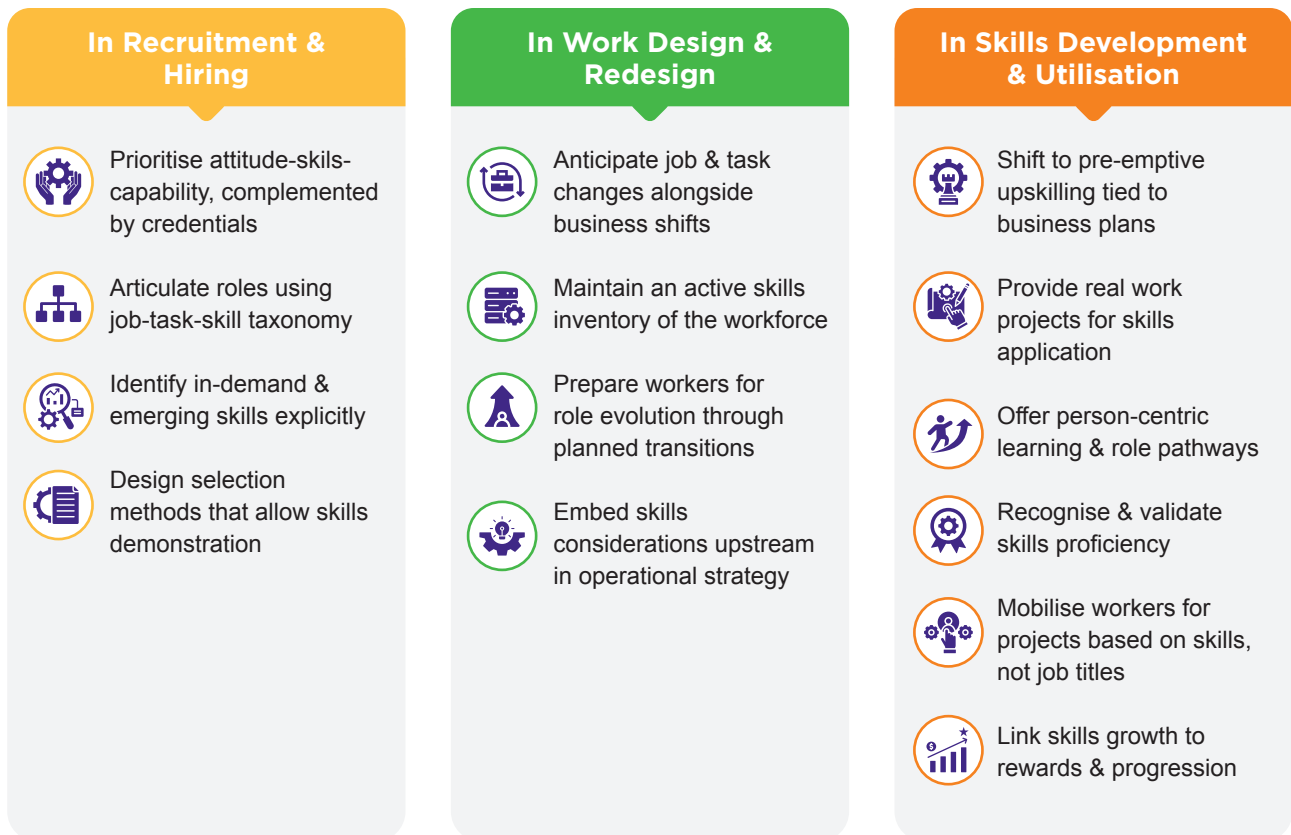 In Recruitment &
Hiring
Prioritise attitude-skills-
capability, complemented
by credentials
Articulate roles using
job-task-skill taxonomy
Identify in-demand &
emerging skills explicitly
Design selection
methods that allow skills
demonstration
In Work Design &
Redesign
Anticipate job & task
changes alongside
business shifts
Maintain an active skills
inventory of the workforce
Prepare workers for
role evolution through
planned transitions
Embed skills
considerations upstream
in operational strategy
In Skills Development
& Utilisation
Shift to pre-emptive
upskilling tied to
business plans
Provide real work
projects for skills
application
Offer person-centric
learning & role pathways
Recognise & validate
skills proficiency
Mobilise workers for
projects based on skills,
not job titles
Link skills growth to
rewards & progression